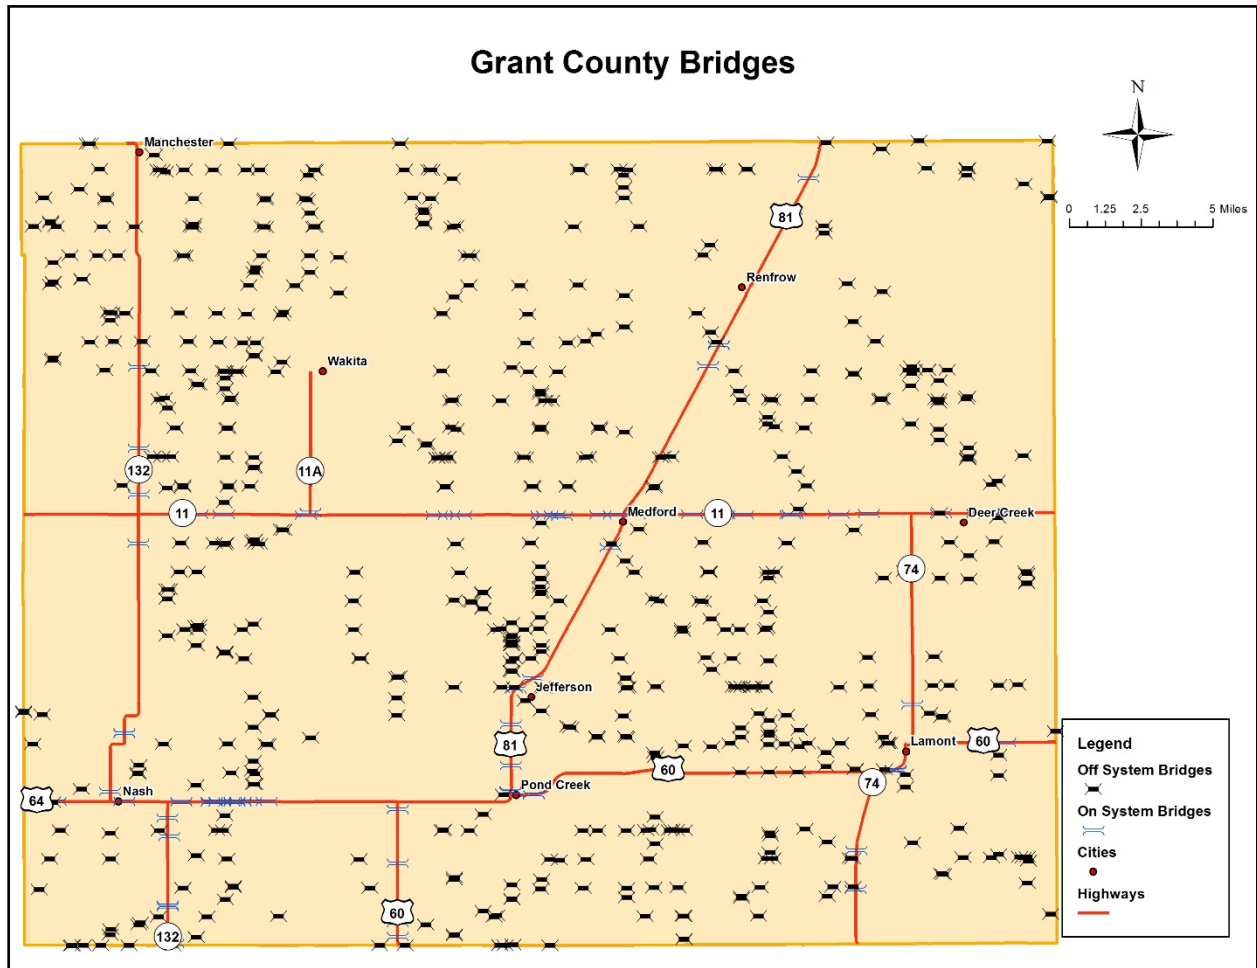 Grant County Bridges
N
0 1.25 2.5 5 Miles
Manchester
81
Renfrow
Wakita
132
11A
11
Medford
11
Deer Creek
74
Jefferson
81
60
Lamont
60
64
Nash
Pond Creek
74
60
132
Legend
Off System Bridges
On System Bridges
Cities
Highways